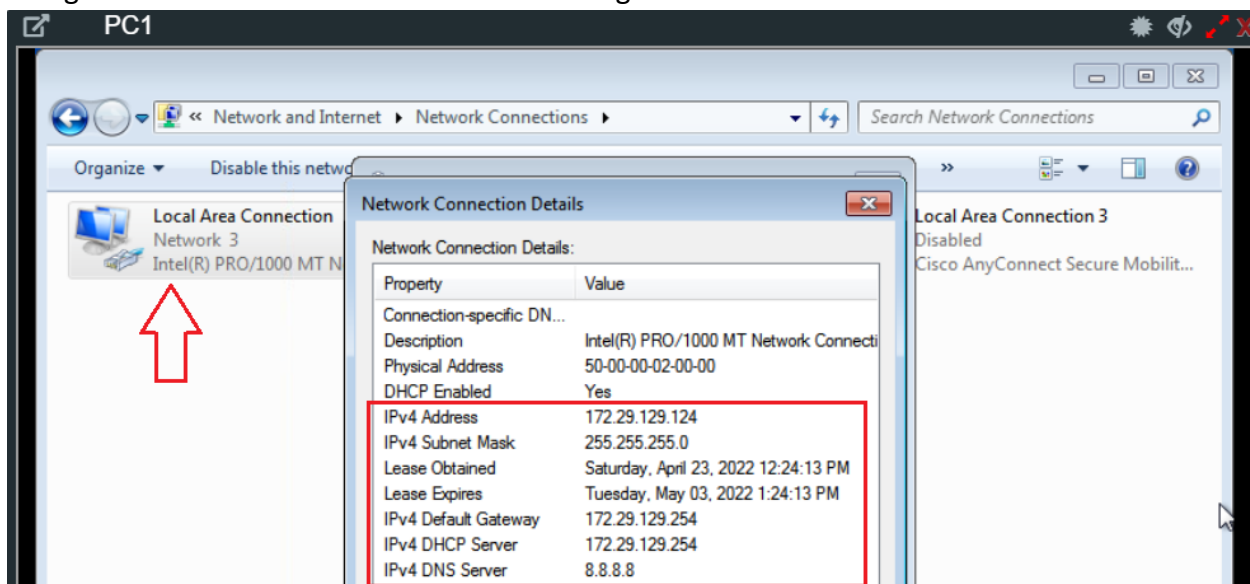 PC1
« Network and Internet ▸ Network Connections ▸
Search Network Connections
Organize ▾ Disable this netwo »
Local Area Connection
Network 3
Intel(R) PRO/1000 MT N
Local Area Connection 3
Disabled
Cisco AnyConnect Secure Mobilit...
Network Connection Details
Network Connection Details:
Property Value
Connection-specific DN...
Description Intel(R) PRO/1000 MT Network Connecti
Physical Address 50-00-00-02-00-00
DHCP Enabled Yes
IPv4 Address 172.29.129.124
IPv4 Subnet Mask 255.255.255.0
Lease Obtained Saturday, April 23, 2022 12:24:13 PM
Lease Expires Tuesday, May 03, 2022 1:24:13 PM
IPv4 Default Gateway 172.29.129.254
IPv4 DHCP Server 172.29.129.254
IPv4 DNS Server 8.8.8.8